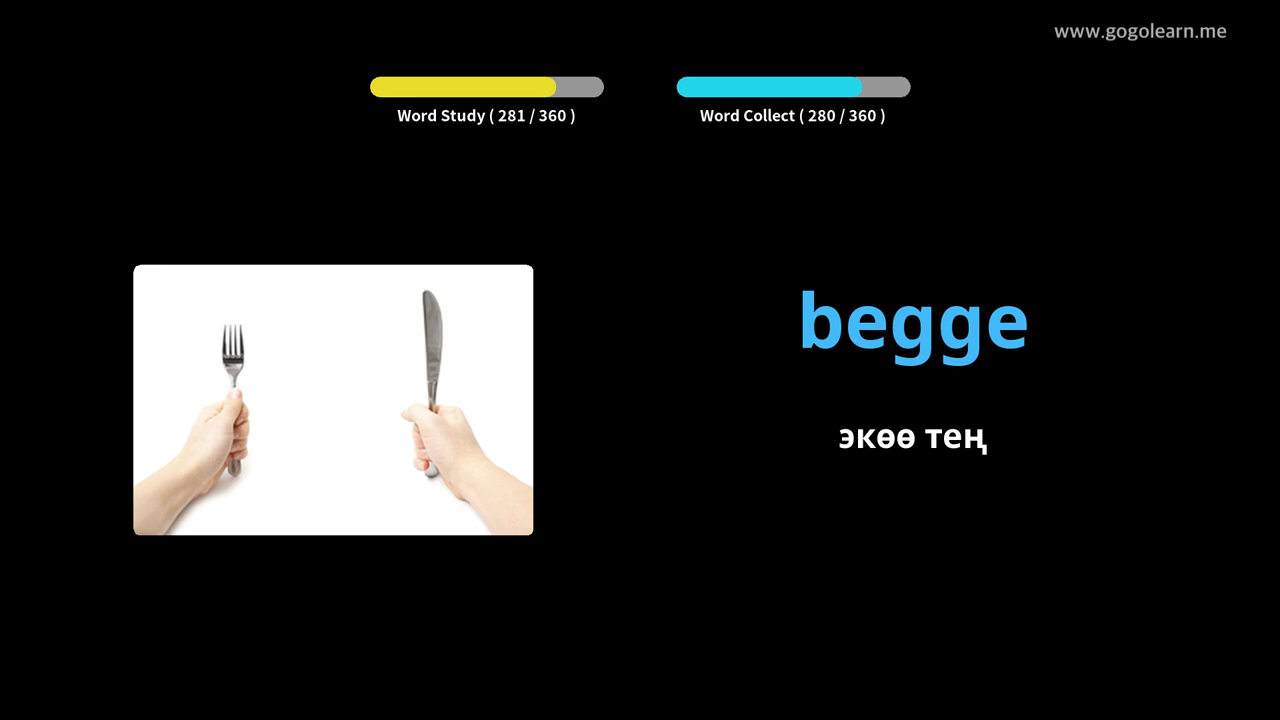 www.gogolearn.me
Word Study ( 281 / 360 )
Word Collect ( 280 / 360 )
begge
экөө тең